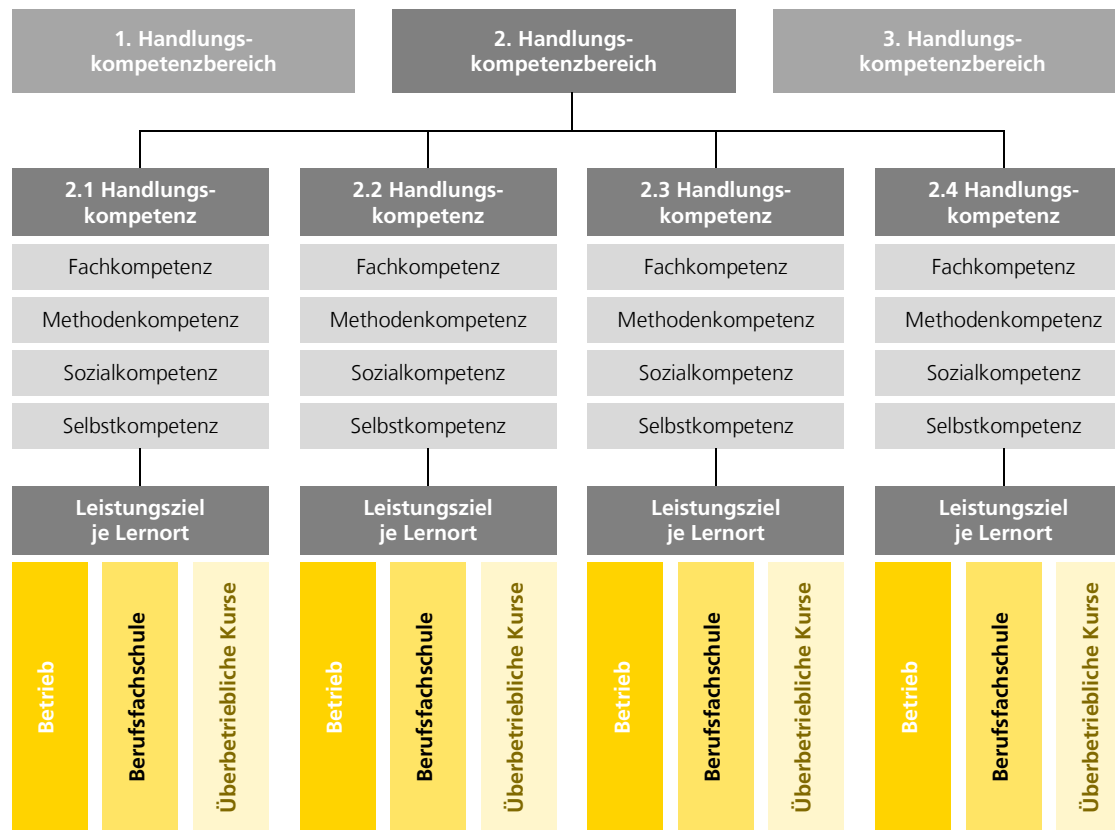 1. Handlungs-
kompetenzbereich
2. Handlungs-
kompetenzbereich
3. Handlungs-
kompetenzbereich
2.1 Handlungs-
kompetenz
2.2 Handlungs-
kompetenz
2.3 Handlungs-
kompetenz
2.4 Handlungs-
kompetenz
Fachkompetenz
Fachkompetenz
Fachkompetenz
Fachkompetenz
Methodenkompetenz
Methodenkompetenz
Methodenkompetenz
Methodenkompetenz
Sozialkompetenz
Sozialkompetenz
Sozialkompetenz
Sozialkompetenz
Selbstkompetenz
Selbstkompetenz
Selbstkompetenz
Selbstkompetenz
Leistungsziel
je Lernort
Leistungsziel
je Lernort
Leistungsziel
je Lernort
Leistungsziel
je Lernort
Betrieb
Berufsfachschule
Überbetriebliche Kurse
Betrieb
Berufsfachschule
Überbetriebliche Kurse
Betrieb
Berufsfachschule
Überbetriebliche Kurse
Betrieb
Berufsfachschule
Überbetriebliche Kurse